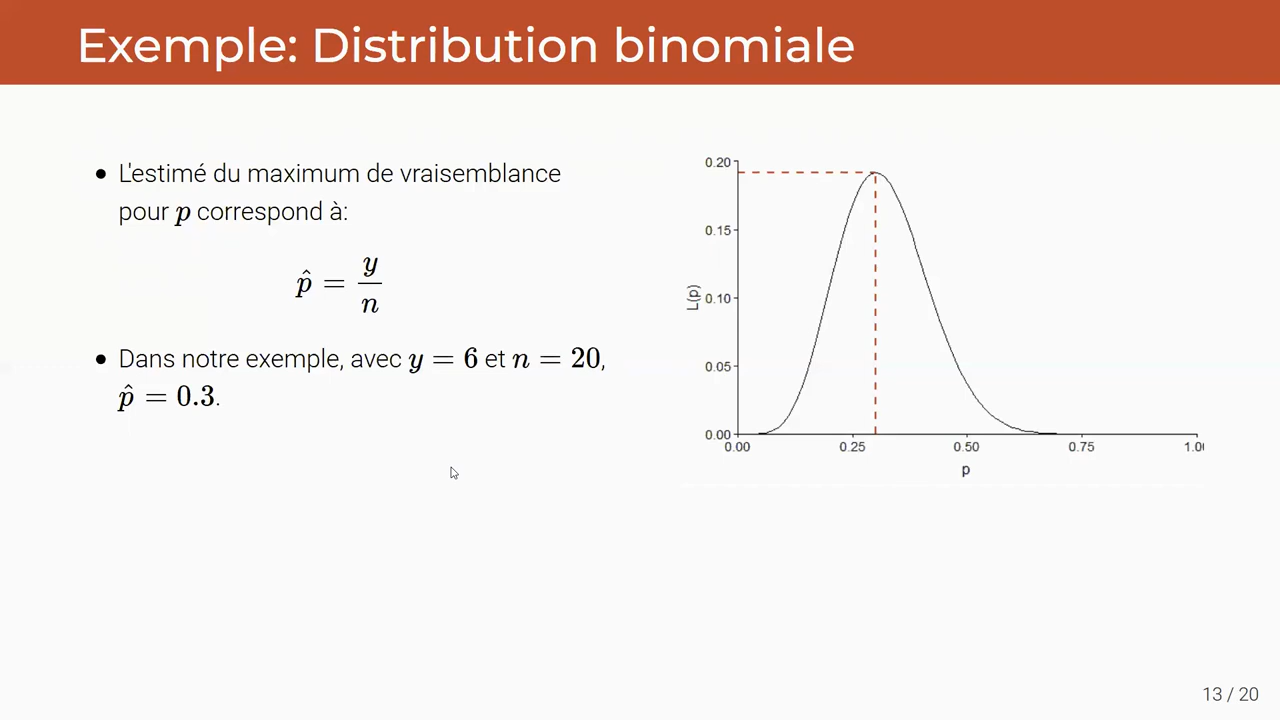 Exemple: Distribution binomiale
• L'estimé du maximum de vraisemblance
pour p correspond à:
p̂ = y/n
• Dans notre exemple, avec y = 6 et n = 20,
p̂ = 0.3.
0.20
0.15
0.10
0.05
0.00
L(p)
0.00 0.25 0.50 0.75 1.0
p
13 / 20